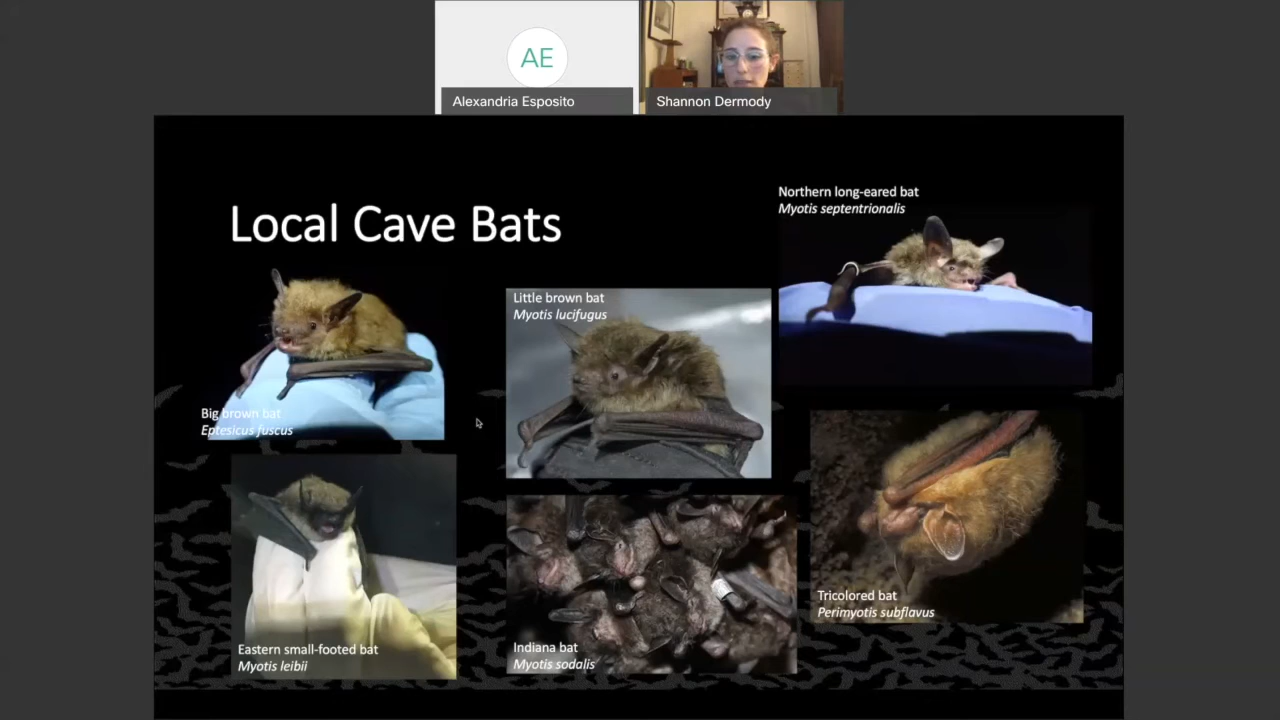 AE
Alexandria Esposito
Shannon Dermody
Local Cave Bats
Northern long-eared bat
Myotis septentrionalis
Little brown bat
Myotis lucifugus
Big brown bat
Eptesicus fuscus
Tricolored bat
Perimyotis subflavus
Eastern small-footed bat
Myotis leibii
Indiana bat
Myotis sodalis